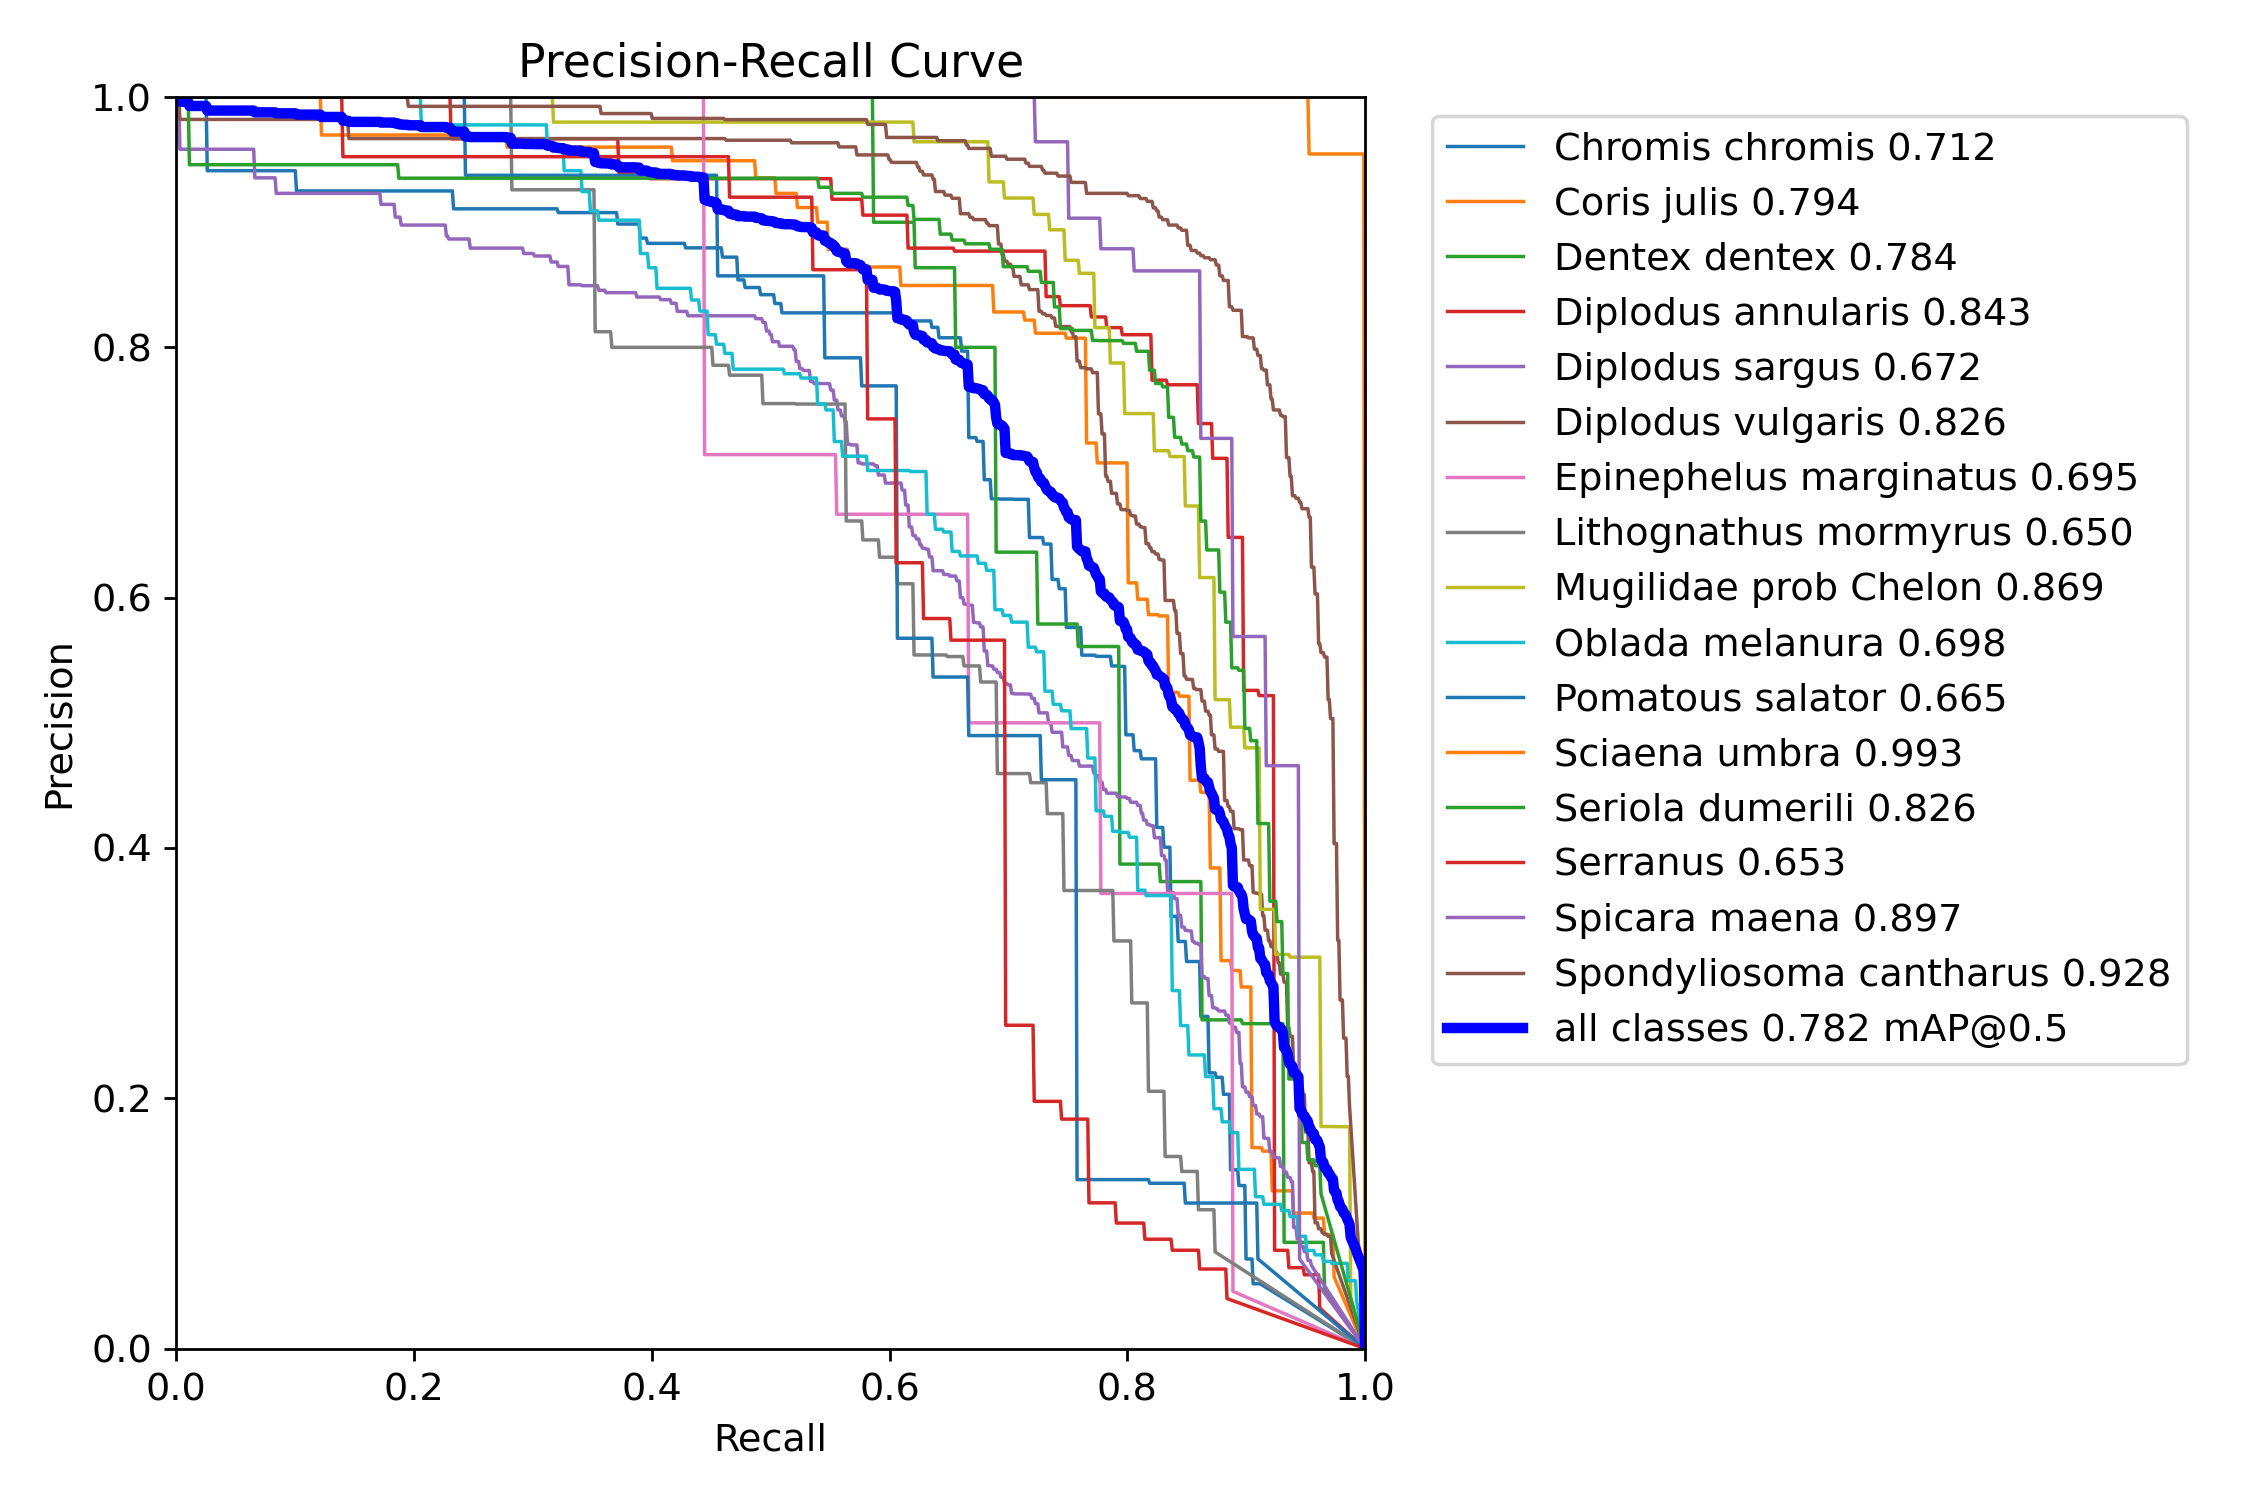 Precision-Recall Curve
1.0
0.8
0.6
0.4
0.2
0.0
Precision
0.0 0.2 0.4 0.6 0.8 1.0
Recall
Chromis chromis 0.712
Coris julis 0.794
Dentex dentex 0.784
Diplodus annularis 0.843
Diplodus sargus 0.672
Diplodus vulgaris 0.826
Epinephelus marginatus 0.695
Lithognathus mormyrus 0.650
Mugilidae prob Chelon 0.869
Oblada melanura 0.698
Pomatous salator 0.665
Sciaena umbra 0.993
Seriola dumerili 0.826
Serranus 0.653
Spicara maena 0.897
Spondyliosoma cantharus 0.928
all classes 0.782 mAP@0.5